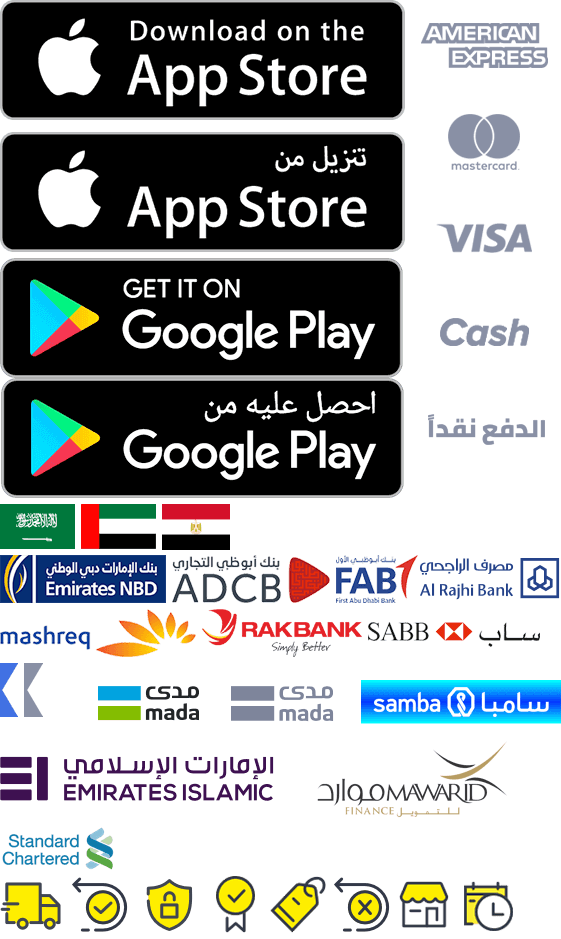 Download on the
App Store
AMERICAN
EXPRESS
mastercard.
تنزيل من
App Store
VISA
GET IT ON
Google Play
Cash
احصل عليه من
Google Play
الدفع نقداً
بنك الإمارات دبي الوطني
Emirates NBD
بنك أبوظبي التجاري
ADCB
بنك أبوظبي الأول
FAB
First Abu Dhabi Bank
مصرف الراجحي
Al Rajhi Bank
mashreq
RAKBANK
Simply Better
SABB ساب
مدى
mada
مدى
mada
samba سامبا
الإمارات الإسلامي
EMIRATES ISLAMIC
موارد MAWARID
FINANCE للتمويل
Standard
Chartered